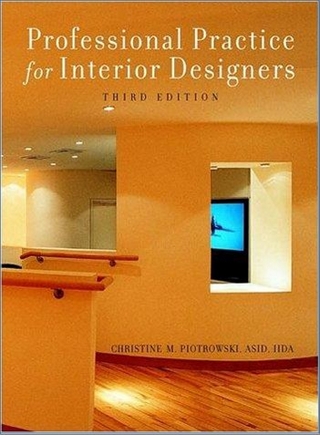 Professional Practice
for Interior Designers
THIRD EDITION
CHRISTINE M. PIOTROWSKI, ASID, IIDA